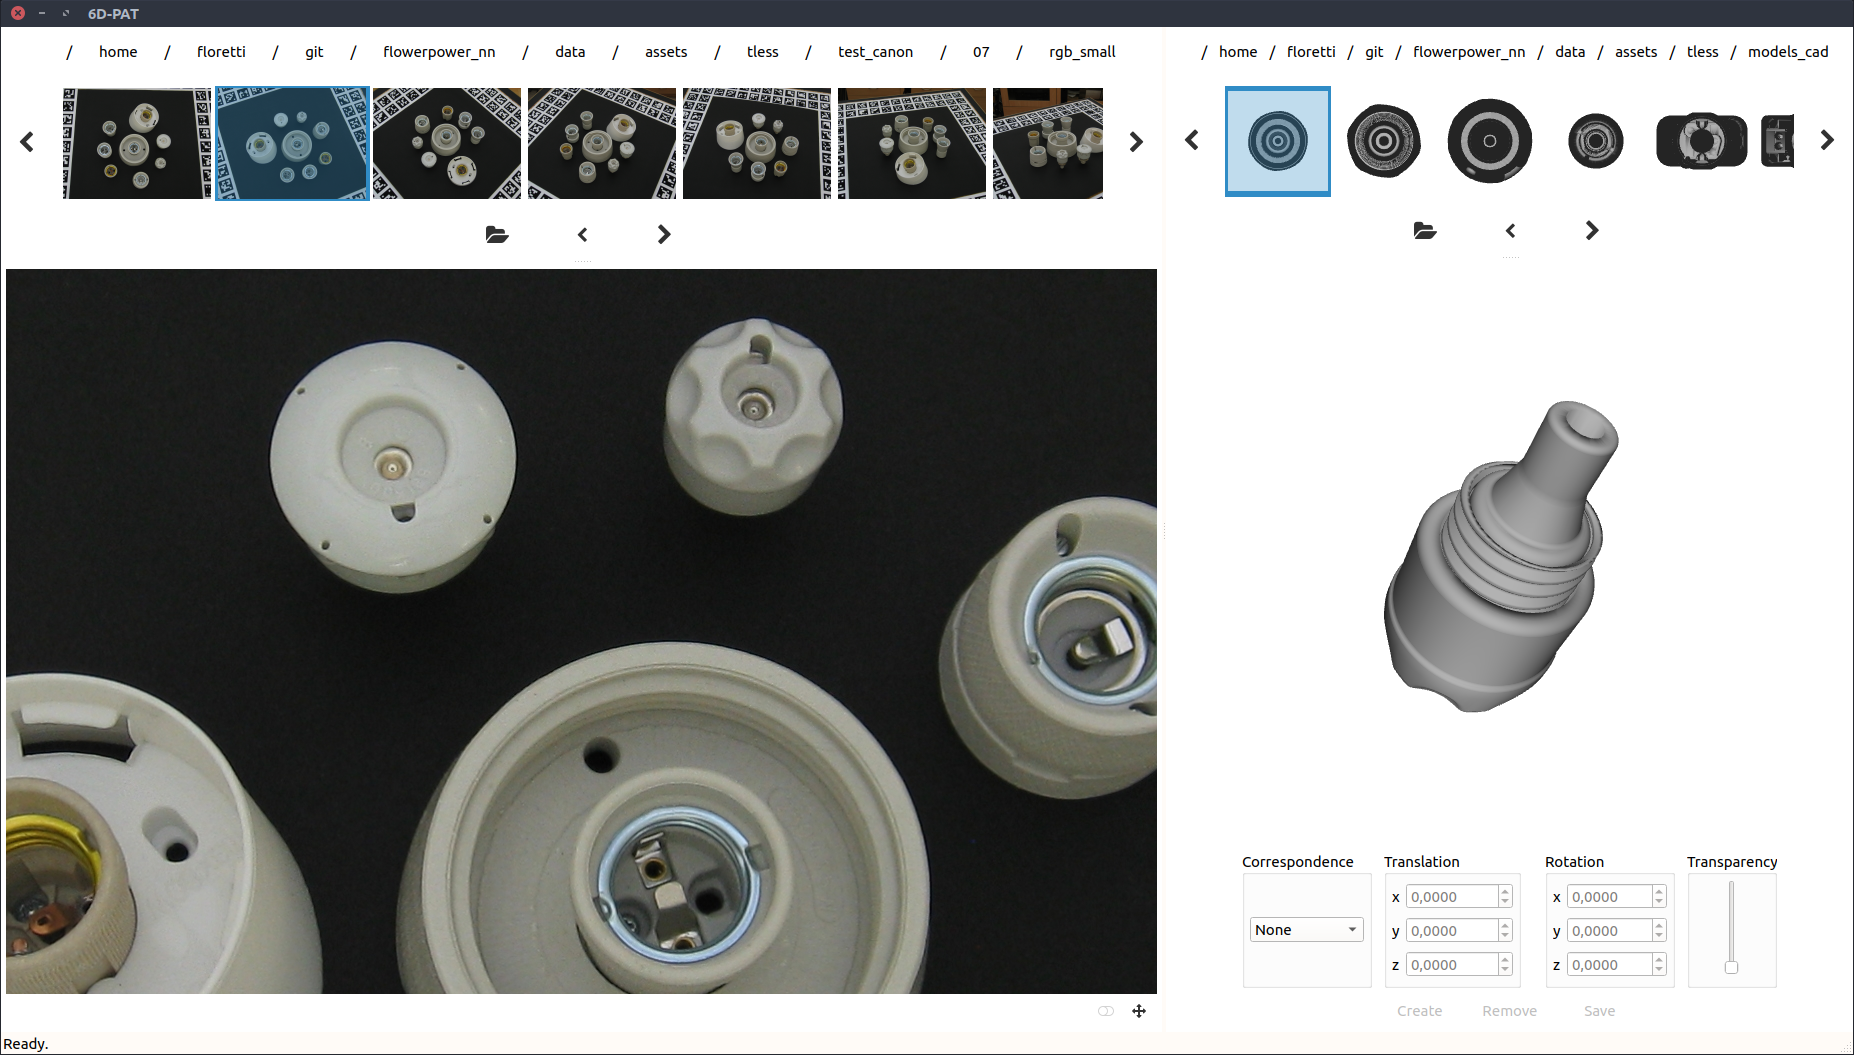 6D-PAT
/ home / floretti / git / flowerpower_nn / data / assets / tless / test_canon / 07 / rgb_small
/ home / floretti / git / flowerpower_nn / data / assets / tless / models_cad
Correspondence Translation Rotation Transparency
x 0,0000 x 0,0000
None y 0,0000 y 0,0000
z 0,0000 z 0,0000
Create Remove Save
Ready.